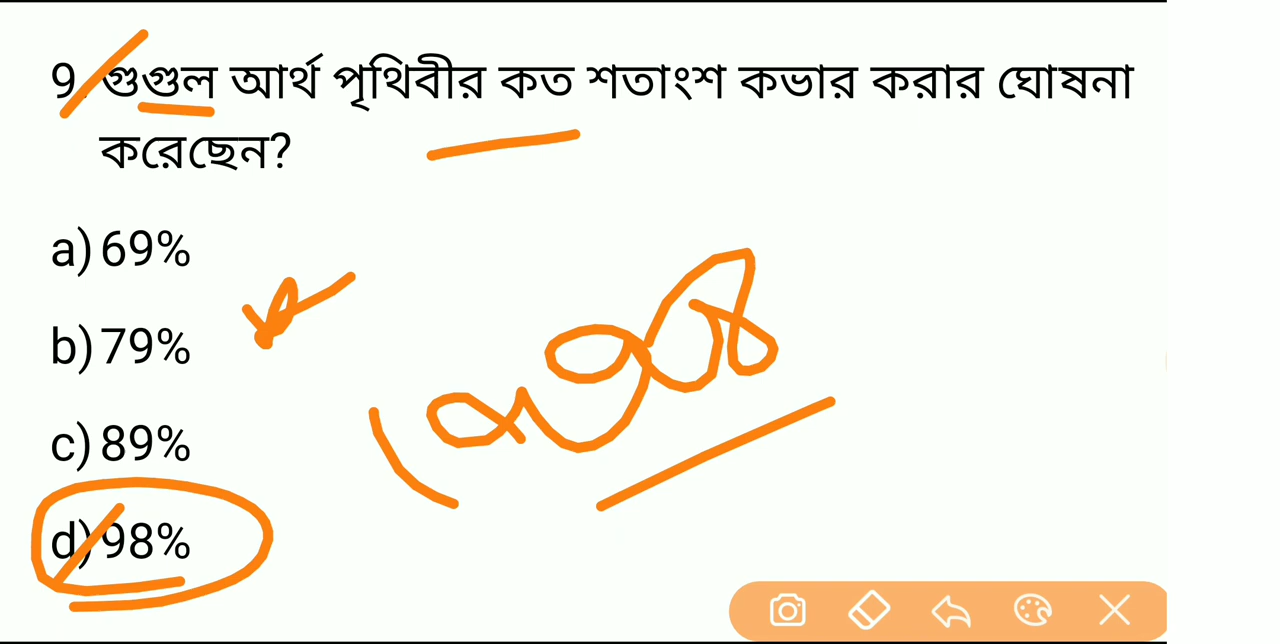 9. গুগুল আর্থ পৃথিবীর কত শতাংশ কভার করার ঘোষনা
করেছেন?
a) 69%
b) 79%
c) 89%
d) 98%